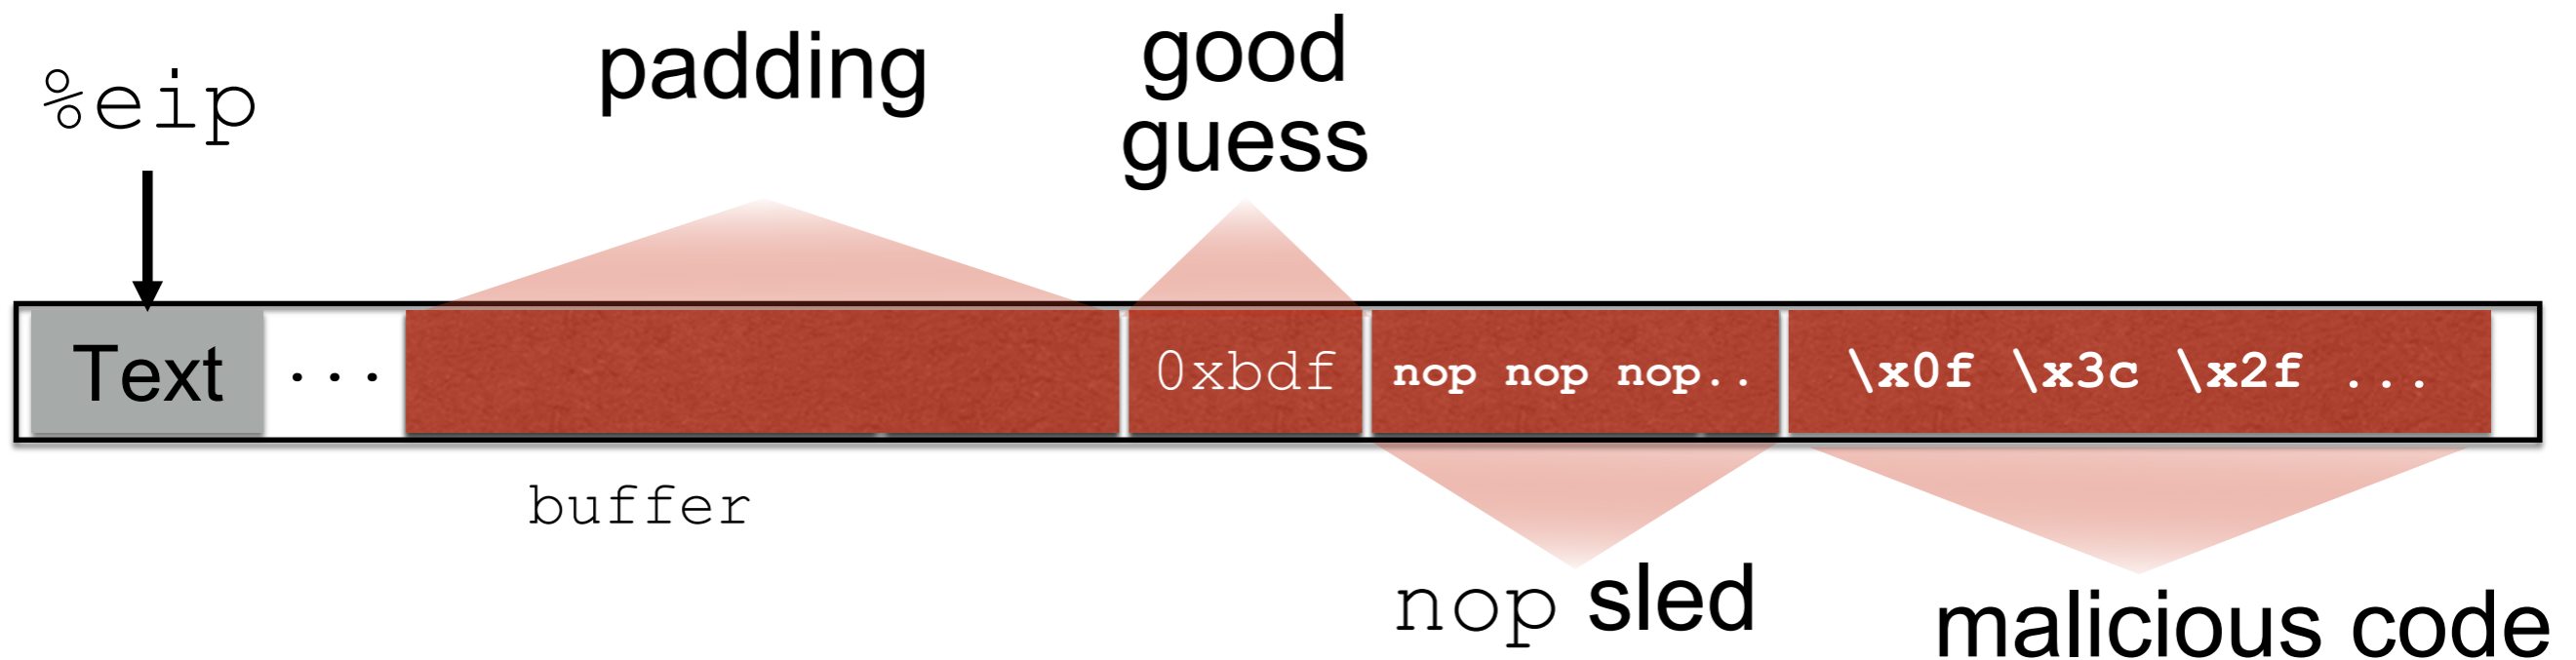 %eip
padding
good
guess
Text ... 0xbdf nop nop nop.. \x0f \x3c \x2f ...
buffer
nop sled
malicious code